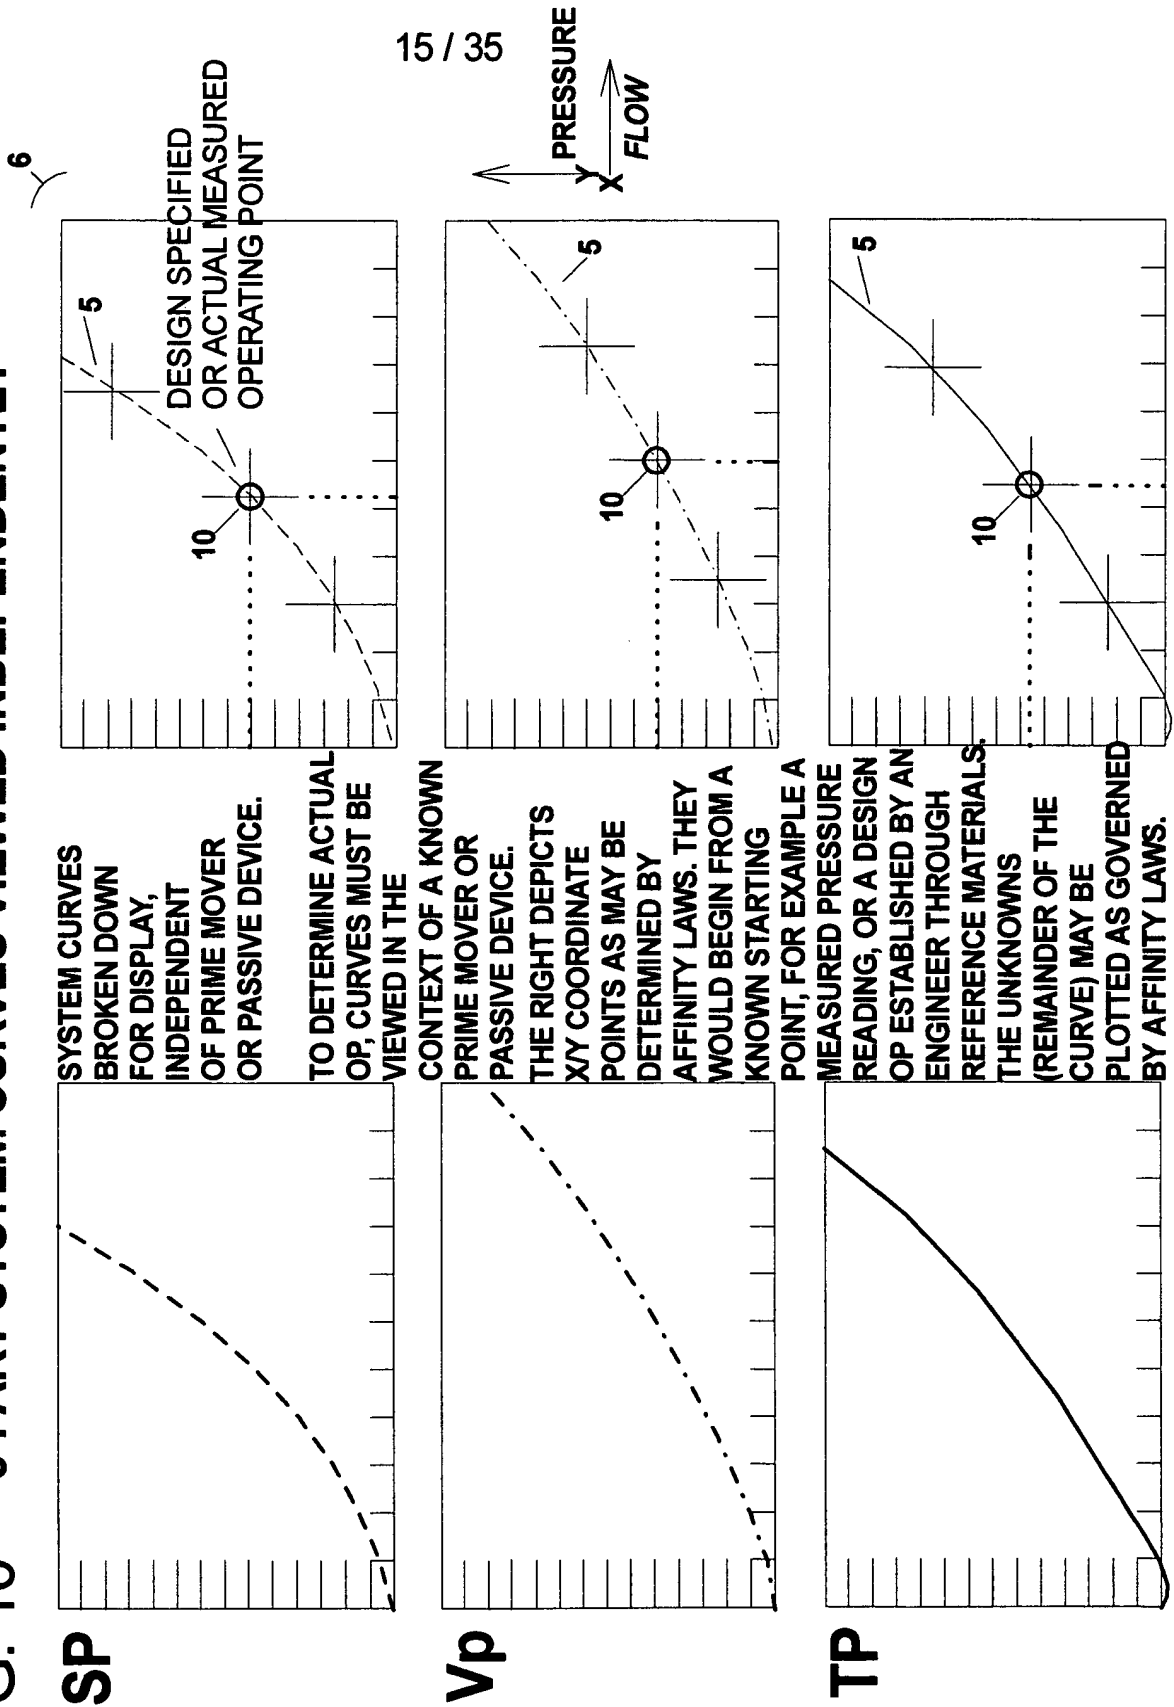 PART SYSTEM CURVES VIEWED INDEPENDENTLY
6
15 / 35
SP
SYSTEM CURVES
BROKEN DOWN
FOR DISPLAY,
INDEPENDENT
OF PRIME MOVER
OR PASSIVE DEVICE.
TO DETERMINE ACTUAL
OP, CURVES MUST BE
VIEWED IN THE
CONTEXT OF A KNOWN
PRIME MOVER OR
PASSIVE DEVICE.
THE RIGHT DEPICTS
X/Y COORDINATE
POINTS AS MAY BE
DETERMINED BY
AFFINITY LAWS. THEY
WOULD BEGIN FROM A
KNOWN STARTING
POINT, FOR EXAMPLE A
MEASURED PRESSURE
READING, OR A DESIGN
OP ESTABLISHED BY AN
ENGINEER THROUGH
REFERENCE MATERIALS.
THE UNKNOWNS
(REMAINDER OF THE
CURVE) MAY BE
PLOTTED AS GOVERNED
BY AFFINITY LAWS.
10
5
DESIGN SPECIFIED
OR ACTUAL MEASURED
OPERATING POINT
Vp
10
5
PRESSURE
Y
X
FLOW
TP
10
5